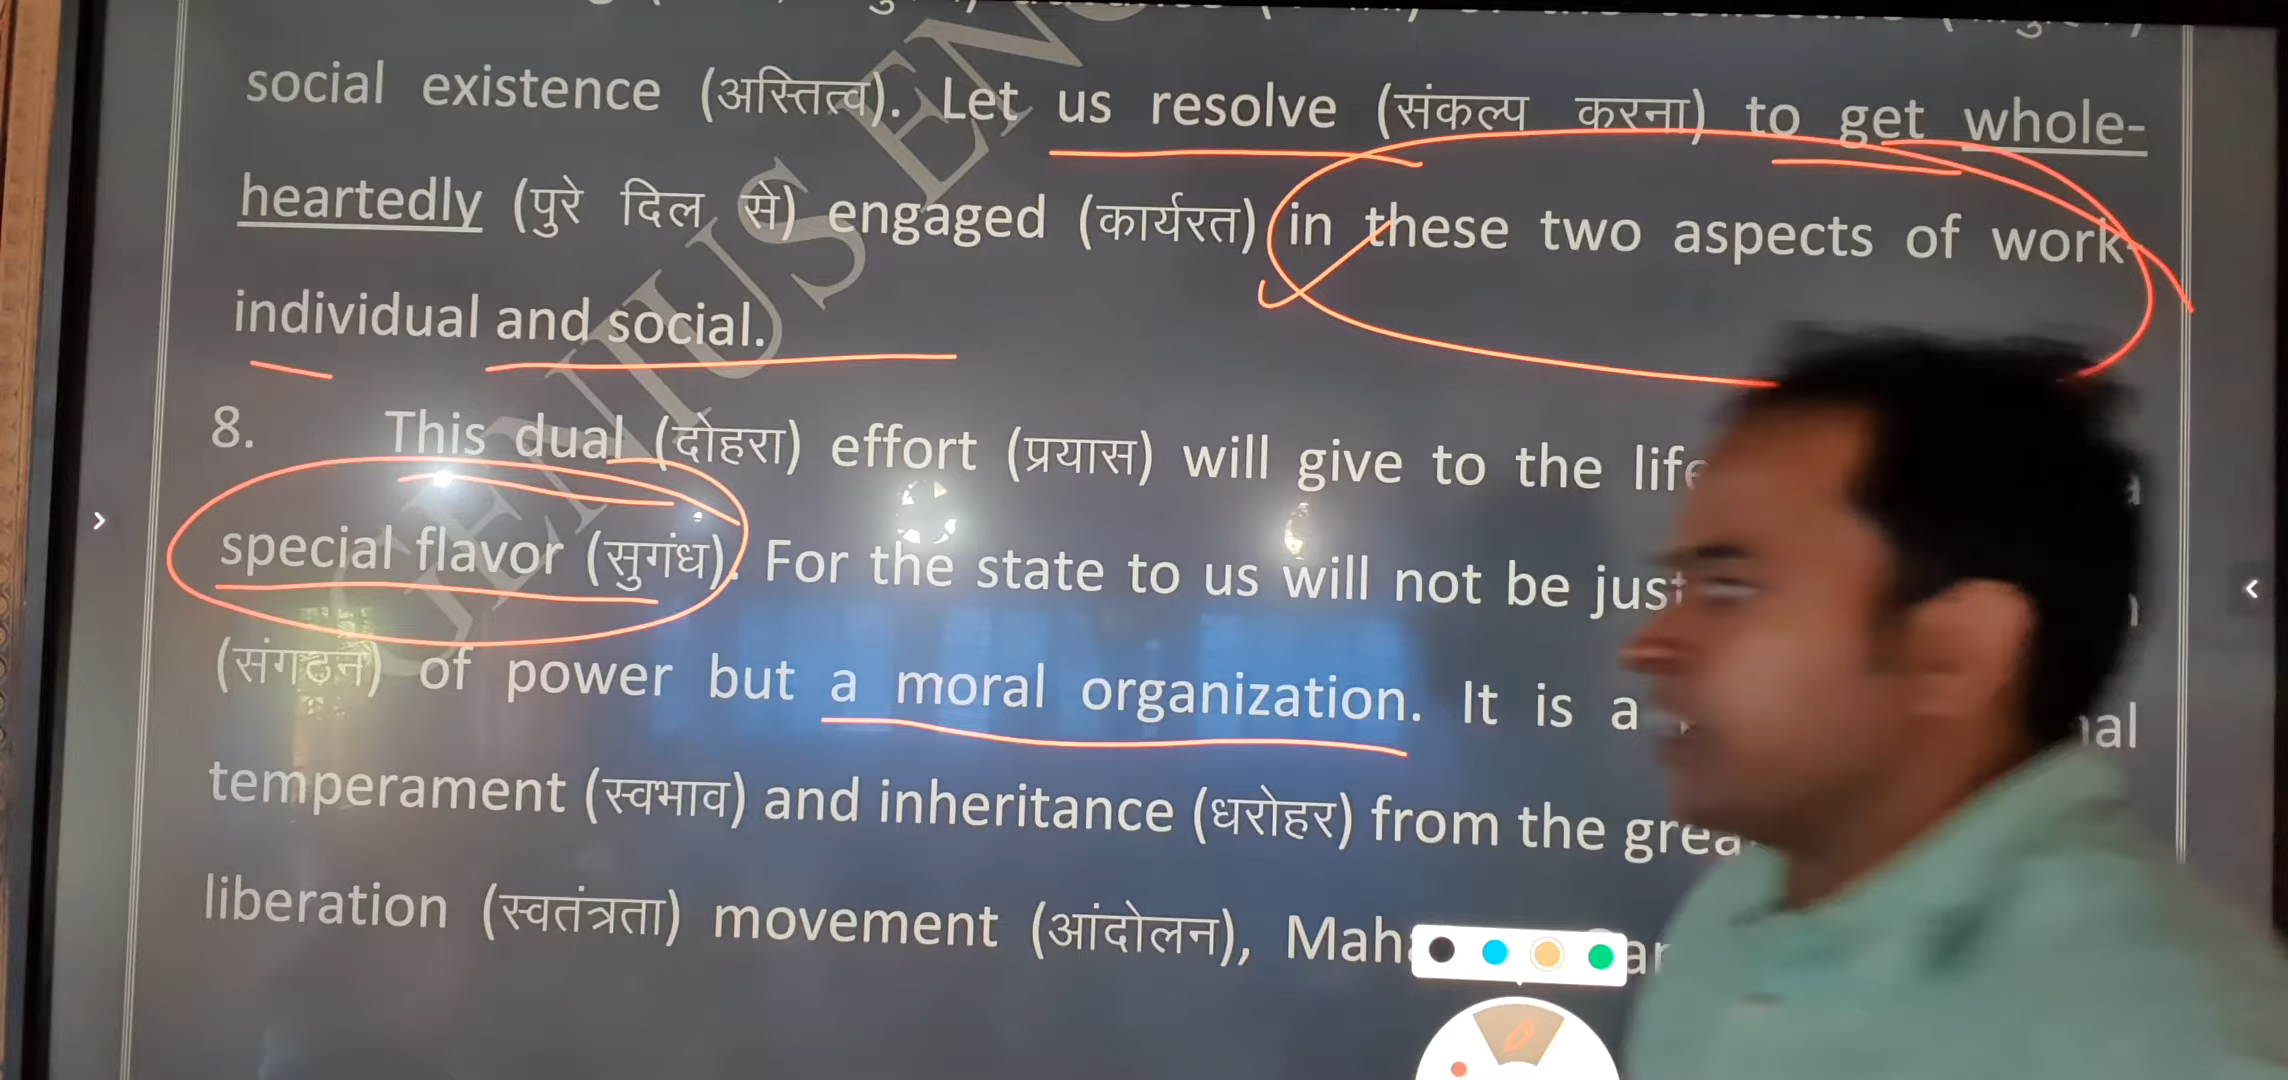 social existence (अस्तित्व). Let us resolve (संकल्प करना) to get whole-
heartedly (पुरे दिल से) engaged (कार्यरत) in these two aspects of work-
individual and social.
8. This dual (दोहरा) effort (प्रयास) will give to the
special flavor (सुगंध). For the state to us will not be just
(संगठन) of power but a moral organization. It is a
temperament (स्वभाव) and inheritance (धरोहर) from the
liberation (स्वतंत्रता) movement (आंदोलन),
GENIUS